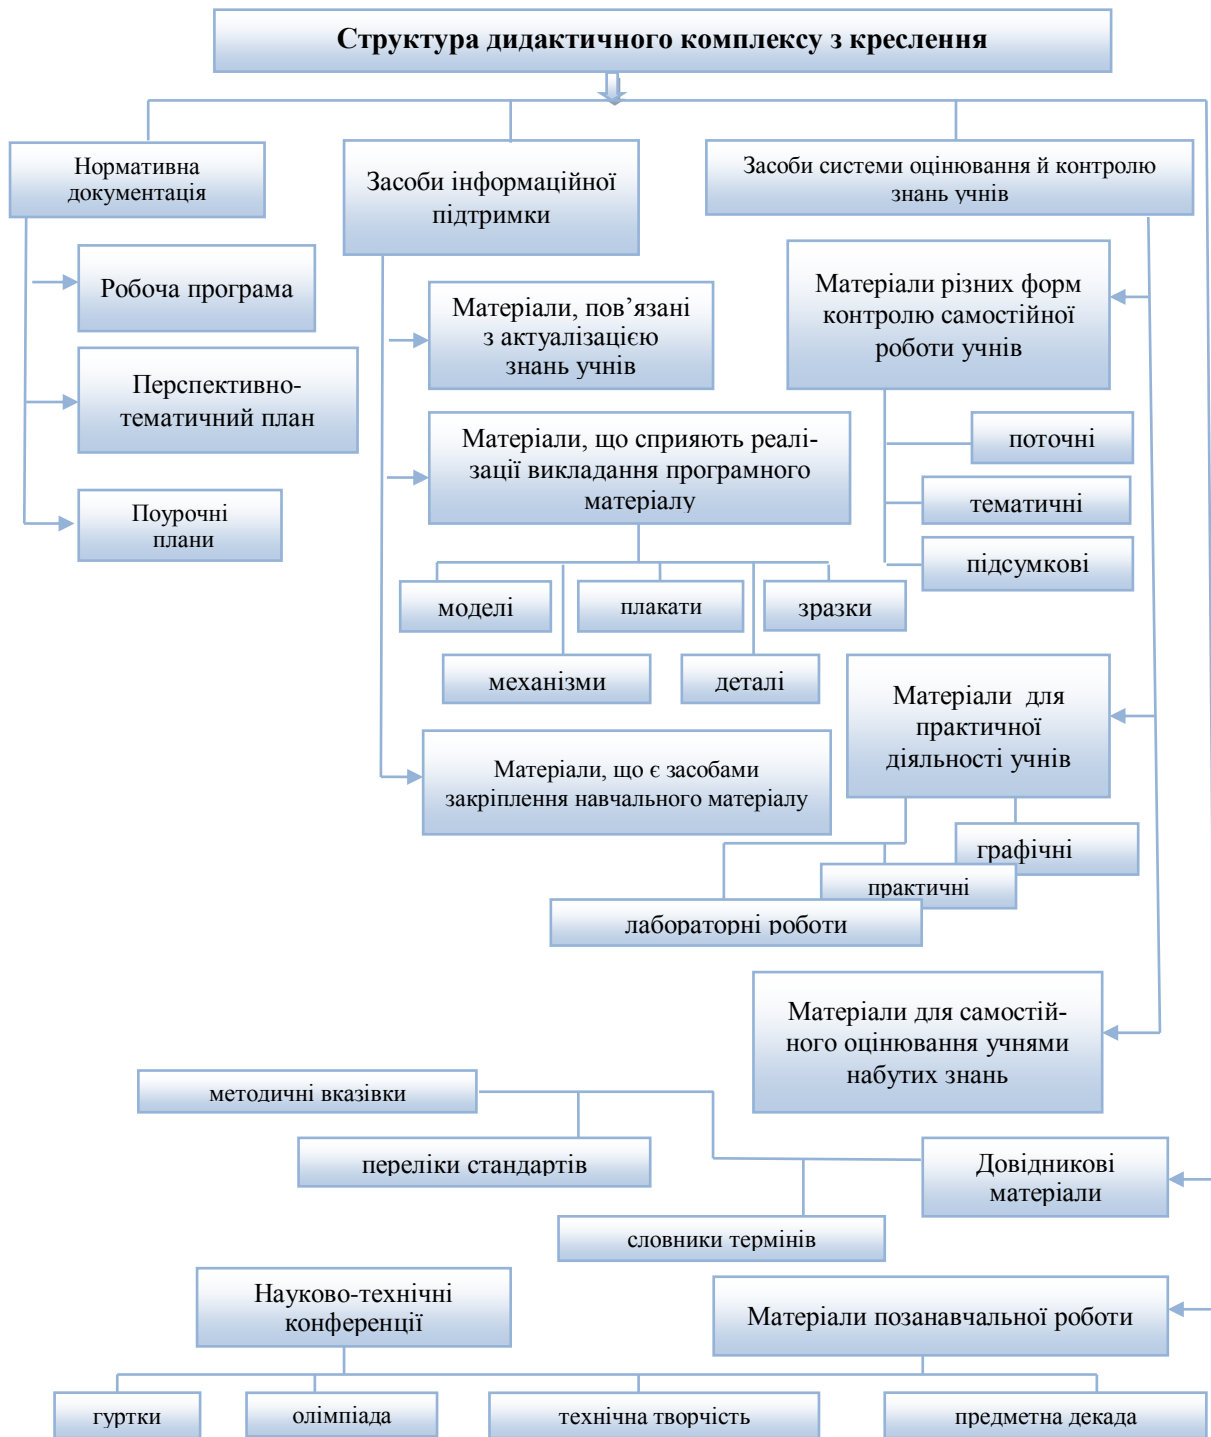 Структура дидактичного комплексу з креслення
Нормативна
документація
Засоби інформаційної
підтримки
Засоби системи оцінювання й контролю
знань учнів
Робоча програма
Перспективно-
тематичний план
Поурочні
плани
Матеріали, пов’язані
з актуалізацією
знань учнів
Матеріали, що сприяють реалі-
зації викладання програмного
матеріалу
моделі
плакати
зразки
механізми
деталі
Матеріали, що є засобами
закріплення навчального матеріалу
Матеріали різних форм
контролю самостійної
роботи учнів
поточні
тематичні
підсумкові
Матеріали для
практичної
діяльності учнів
графічні
практичні
лабораторні роботи
Матеріали для самостій-
ного оцінювання учнями
набутих знань
методичні вказівки
переліки стандартів
словники термінів
Довідникові
матеріали
Науково-технічні
конференції
Матеріали позанавчальної роботи
гуртки
олімпіада
технічна творчість
предметна декада